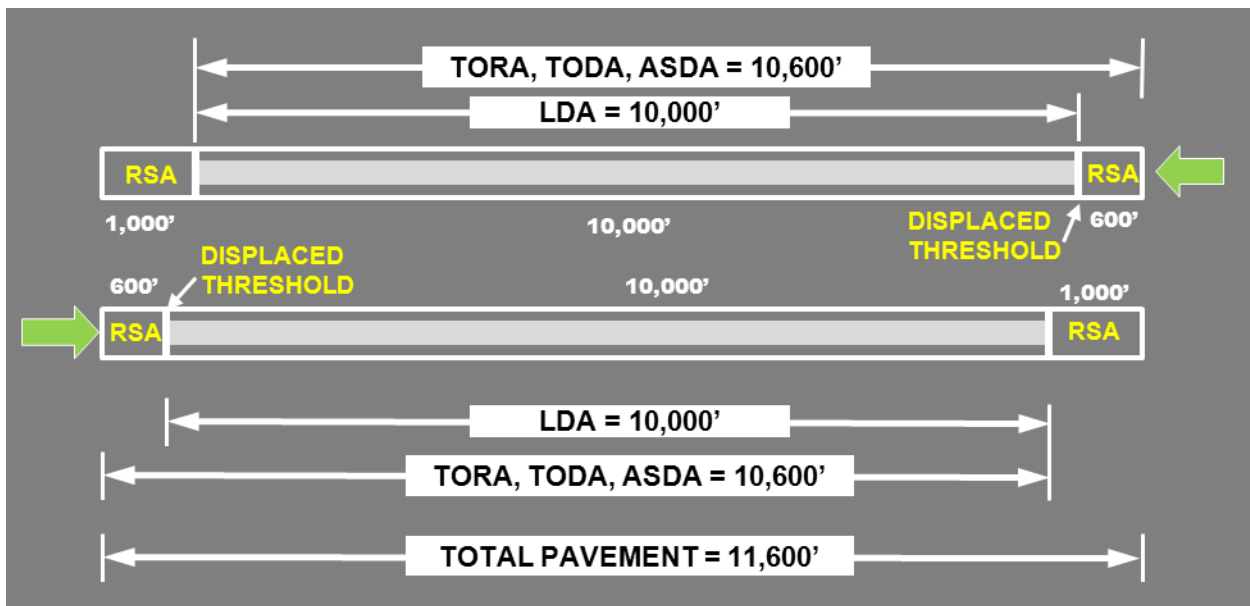 TORA, TODA, ASDA = 10,600’
LDA = 10,000’
RSA
RSA
1,000’
10,000’
DISPLACED
THRESHOLD
600’
600’
DISPLACED
THRESHOLD
10,000’
1,000’
RSA
RSA
LDA = 10,000’
TORA, TODA, ASDA = 10,600’
TOTAL PAVEMENT = 11,600’